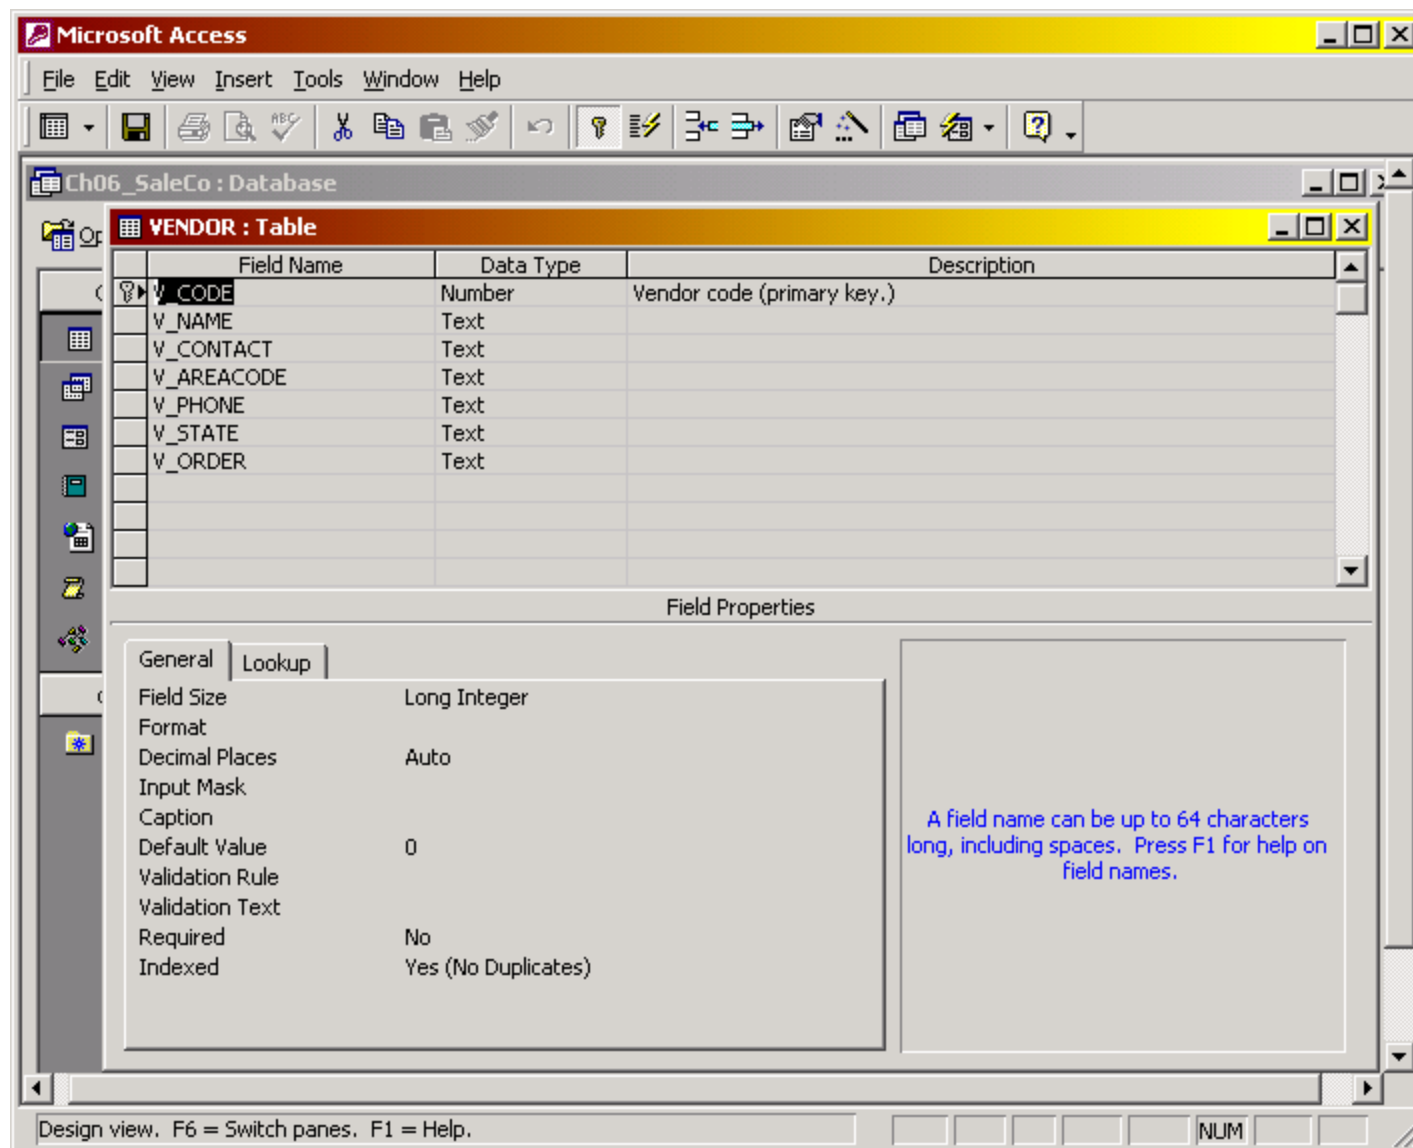 Microsoft Access
File Edit View Insert Tools Window Help
ABC
Ch06_SaleCo : Database
Op
VENDOR : Table
Field Name Data Type Description
V_CODE Number Vendor code (primary key.)
V_NAME Text
V_CONTACT Text
V_AREACODE Text
V_PHONE Text
V_STATE Text
V_ORDER Text
Field Properties
General Lookup
Field Size Long Integer
Format
Decimal Places Auto
Input Mask
Caption
Default Value 0
Validation Rule
Validation Text
Required No
Indexed Yes (No Duplicates)
A field name can be up to 64 characters
long, including spaces. Press F1 for help on
field names.
Design view. F6 = Switch panes. F1 = Help.
NUM